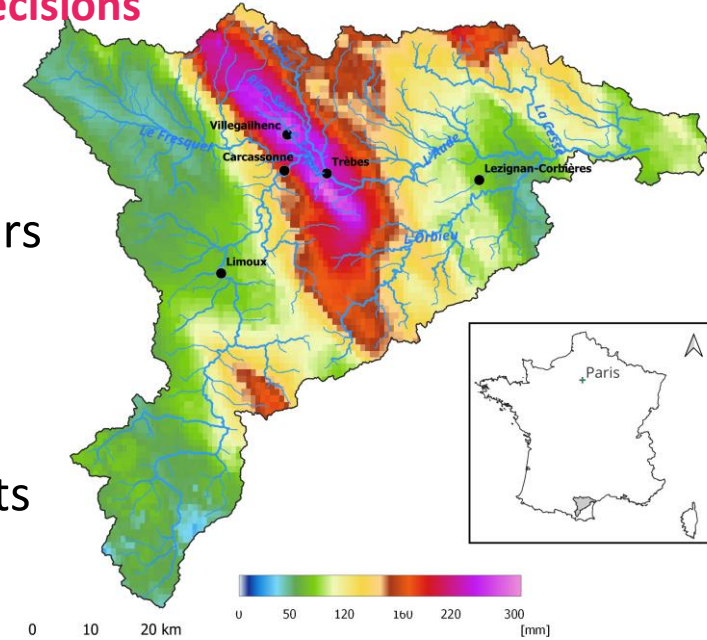 ecisions
L'Or
Villegailhenc
Le Fresquel
Carcassonne
Trèbes
L'Aude
La Cesse
Lezignan-Corbières
rs
L'Orbieu
Limoux
Paris
ts
0 50 120 160 220 300
0 10 20 km
[mm]